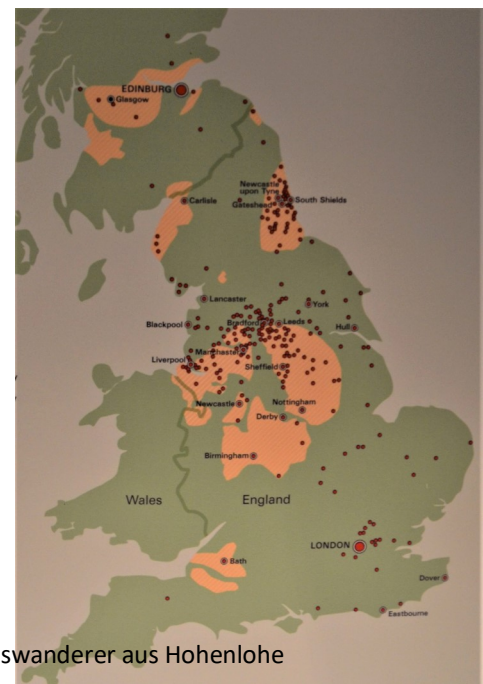 EDINBURG
Glasgow
Newcastle
upon Tyne
Carlisle
Gateshead
South Shields
Lancaster
York
Blackpool
Bradford
Leeds
Hull
Manchester
Liverpool
Sheffield
Newcastle
Nottingham
Derby
Birmingham
Wales
England
LONDON
Bath
Dover
Eastbourne
swanderer aus Hohenlohe